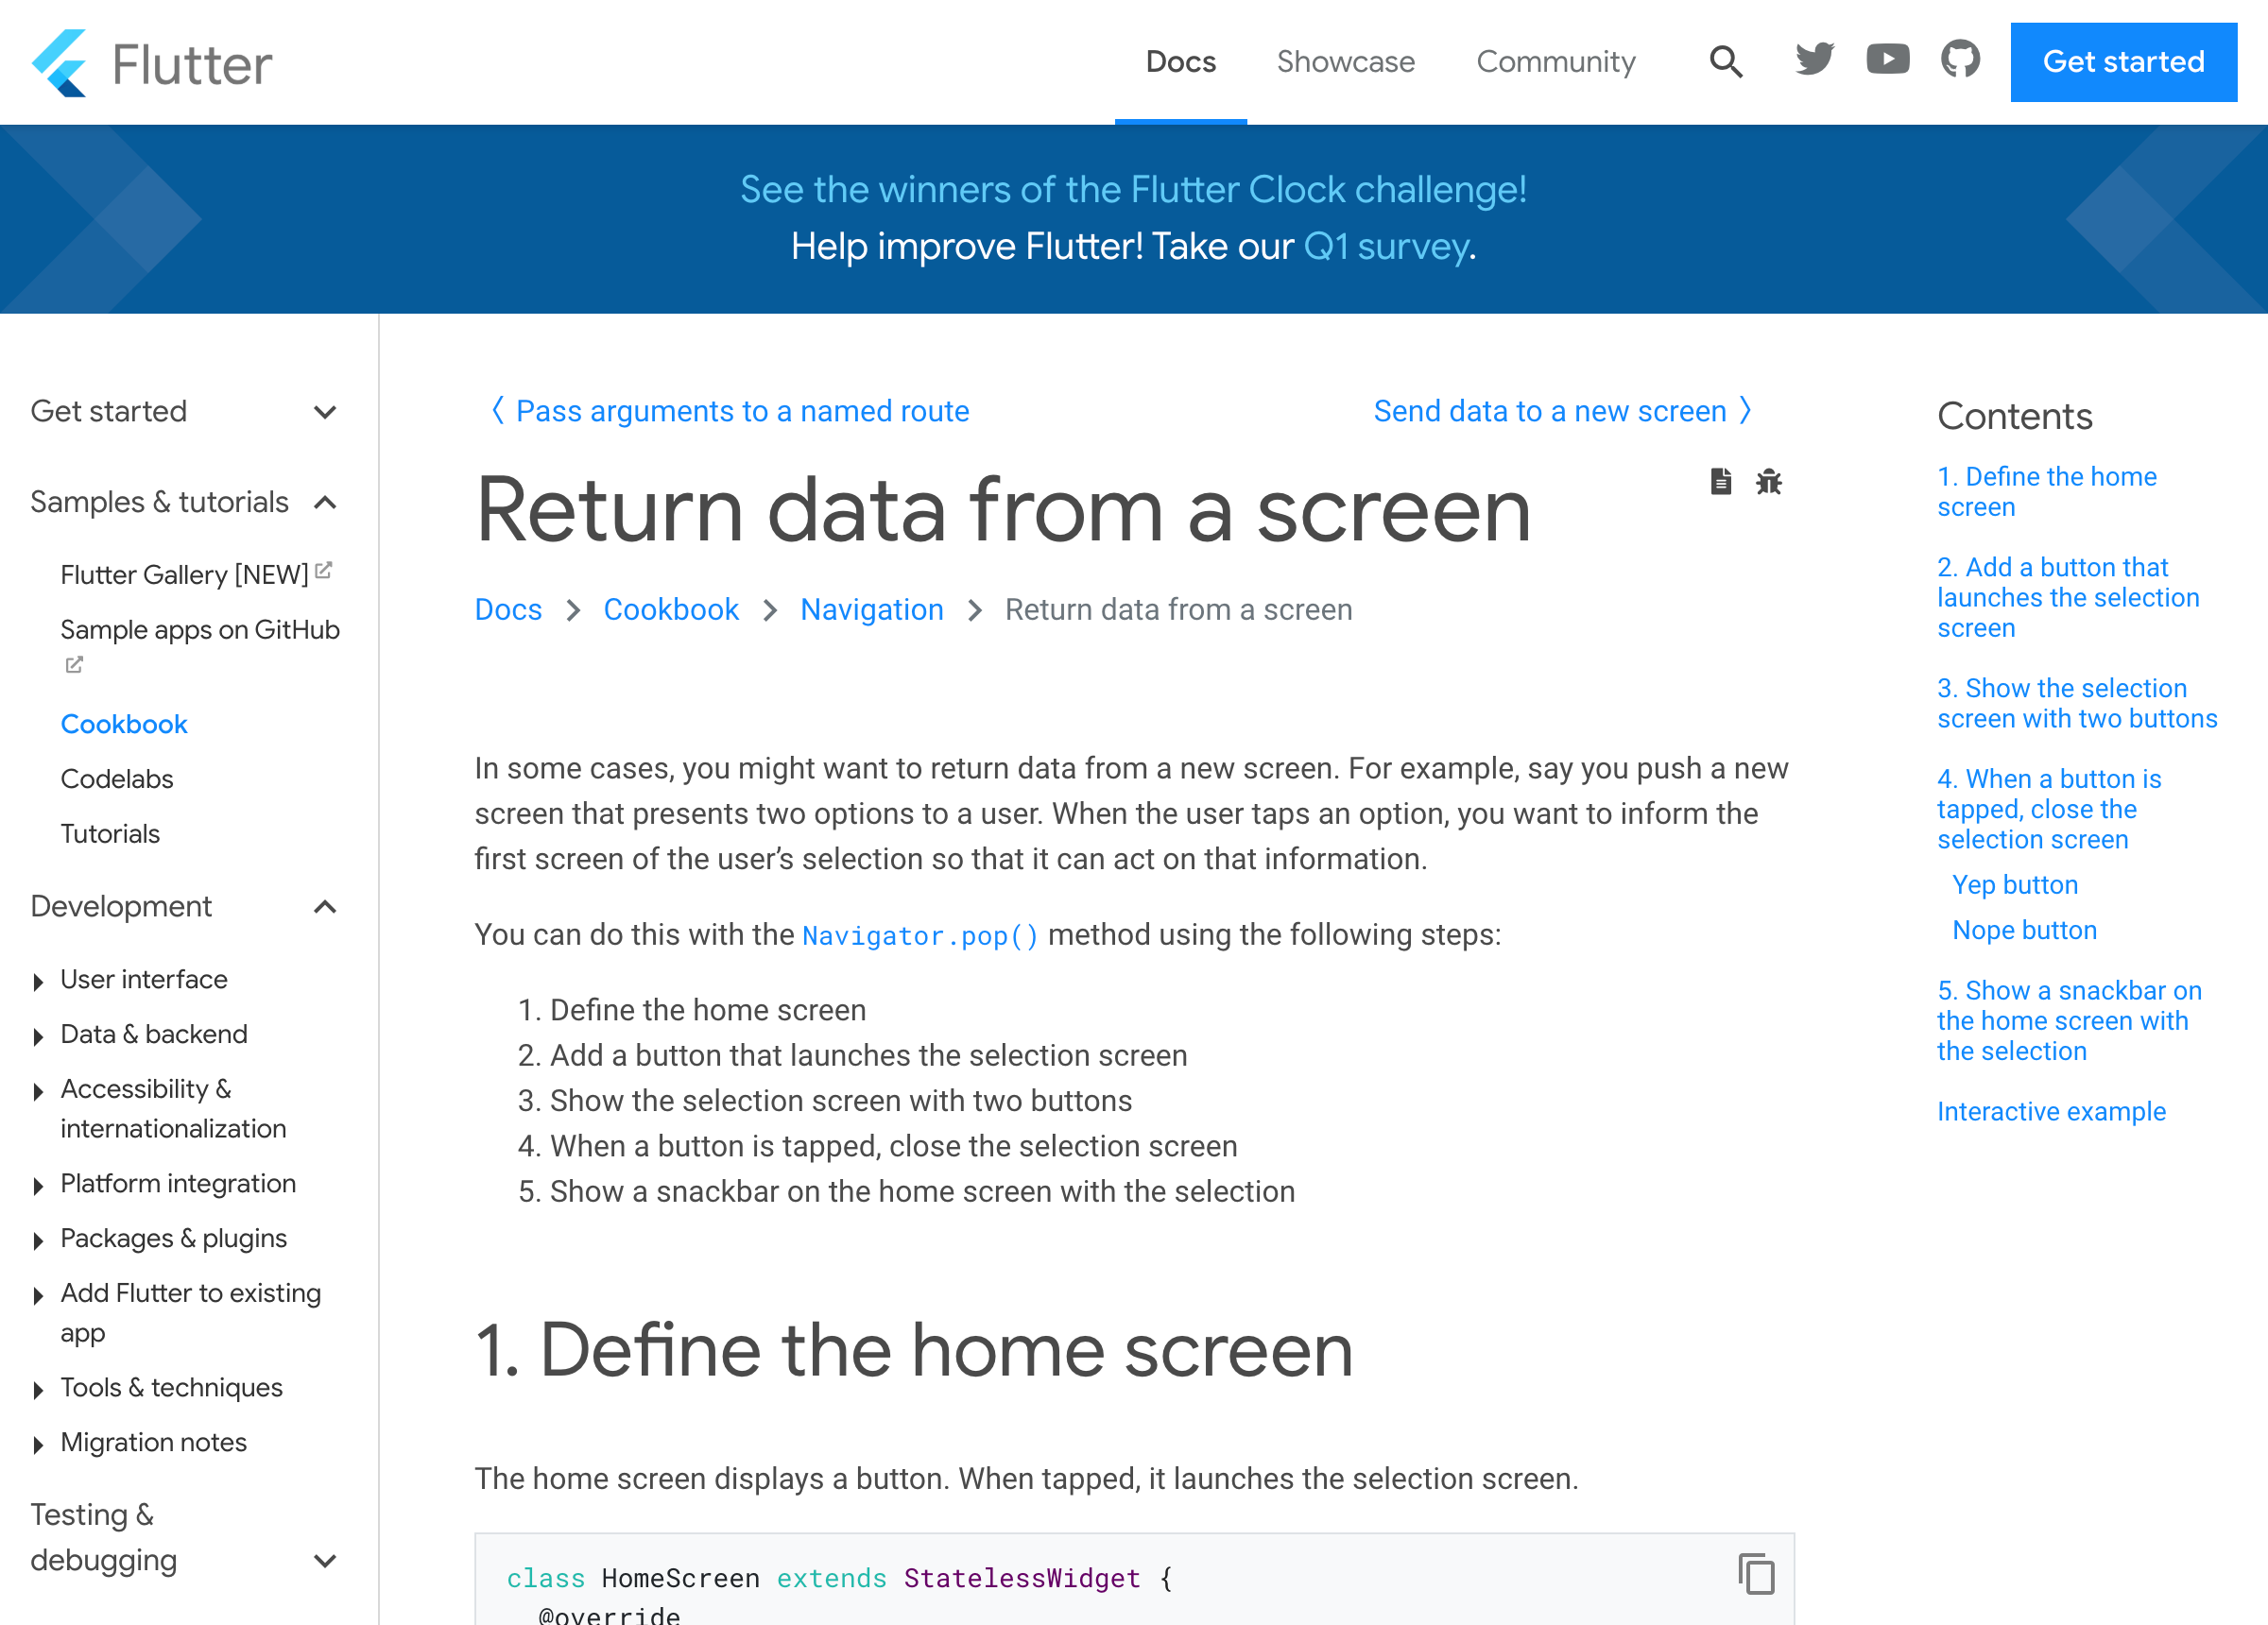 Flutter
Docs
Showcase
Community
Get started
See the winners of the Flutter Clock challenge!
Help improve Flutter! Take our Q1 survey.
Get started
Samples & tutorials
Flutter Gallery [NEW]
Sample apps on GitHub
Cookbook
Codelabs
Tutorials
Development
User interface
Data & backend
Accessibility &
internationalization
Platform integration
Packages & plugins
Add Flutter to existing
app
Tools & techniques
Migration notes
Testing &
debugging
〈 Pass arguments to a named route
Send data to a new screen 〉
Return data from a screen
Docs
Cookbook
Navigation
Return data from a screen
In some cases, you might want to return data from a new screen. For example, say you push a new
screen that presents two options to a user. When the user taps an option, you want to inform the
first screen of the user’s selection so that it can act on that information.
You can do this with the Navigator.pop() method using the following steps:
1. Define the home screen
2. Add a button that launches the selection screen
3. Show the selection screen with two buttons
4. When a button is tapped, close the selection screen
5. Show a snackbar on the home screen with the selection
1. Define the home screen
The home screen displays a button. When tapped, it launches the selection screen.
class HomeScreen extends StatelessWidget {
@override
Contents
1. Define the home
screen
2. Add a button that
launches the selection
screen
3. Show the selection
screen with two buttons
4. When a button is
tapped, close the
selection screen
Yep button
Nope button
5. Show a snackbar on
the home screen with
the selection
Interactive example